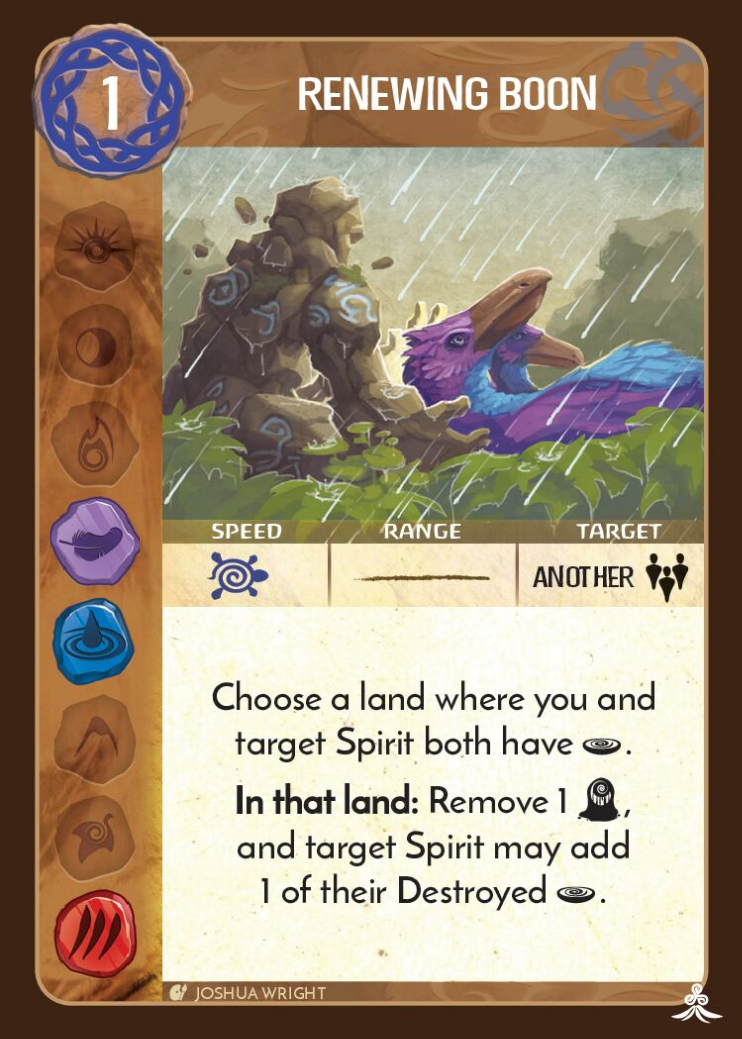 1
RENEWING BOON
SPEED RANGE TARGET
ANOTHER
Choose a land where you and
target Spirit both have .
In that land: Remove 1 ,
and target Spirit may add
1 of their Destroyed .
JOSHUA WRIGHT